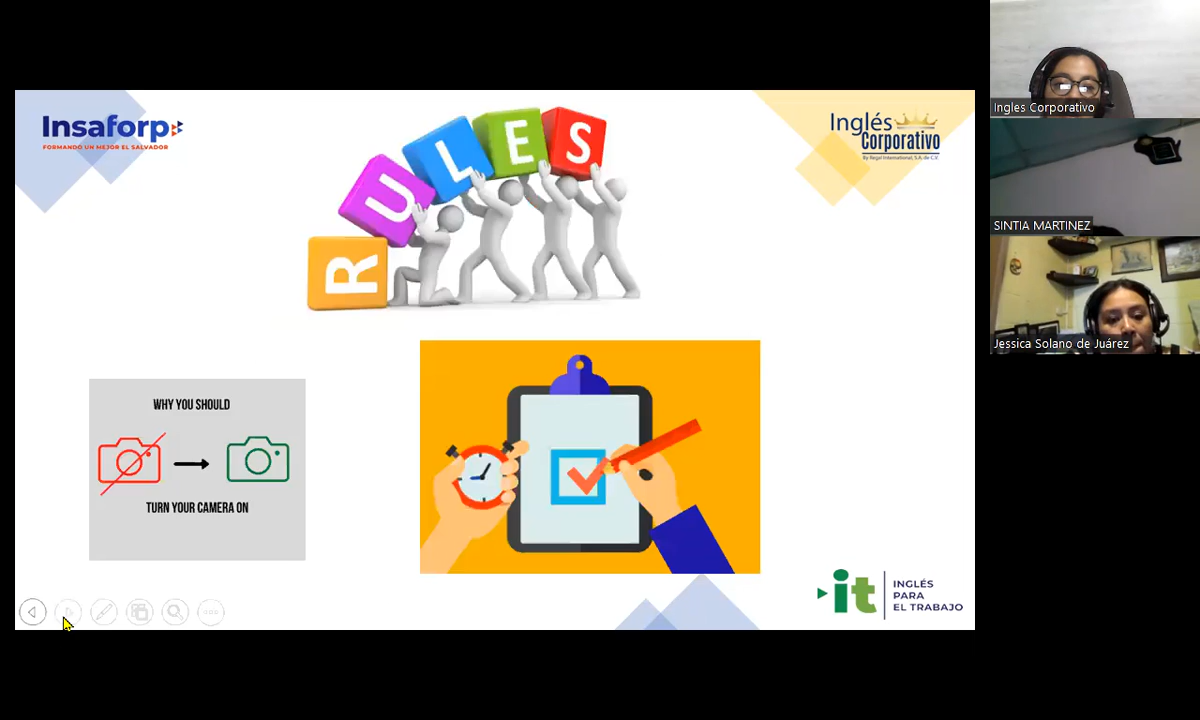 Insaforp
FORMANDO UN MEJOR EL SALVADOR
RULES
Inglés
Corporativo
By Regal International, S.A. de C.V.
WHY YOU SHOULD
TURN YOUR CAMERA ON
it
INGLÉS
PARA
EL TRABAJO
Ingles Corporativo
SINTIA MARTINEZ
Jessica Solano de Juárez